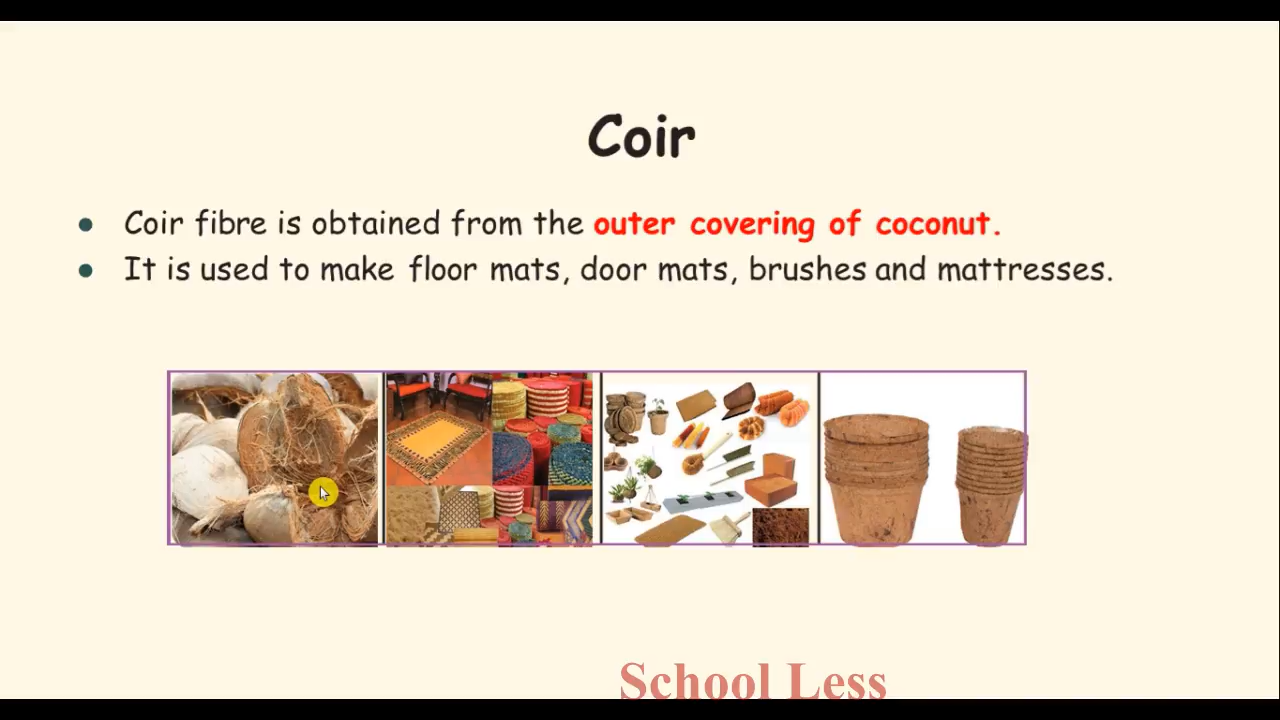 Coir
Coir fibre is obtained from the outer covering of coconut.
It is used to make floor mats, door mats, brushes and mattresses.
School Less